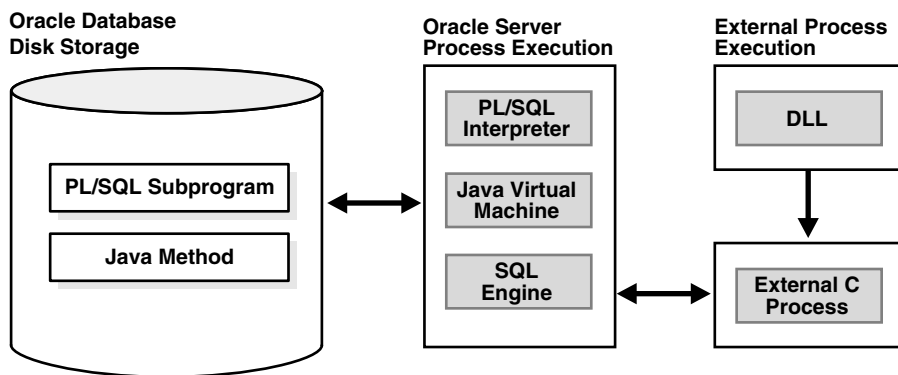 Oracle Database
Disk Storage
PL/SQL Subprogram
Java Method
Oracle Server
Process Execution
PL/SQL
Interpreter
Java Virtual
Machine
SQL
Engine
External Process
Execution
DLL
External C
Process